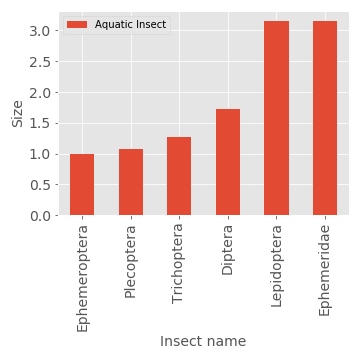 Aquatic Insect
3.0
2.5
2.0
1.5
1.0
0.5
0.0
Size
Ephemeroptera
Plecoptera
Trichoptera
Diptera
Lepidoptera
Ephemeridae
Insect name